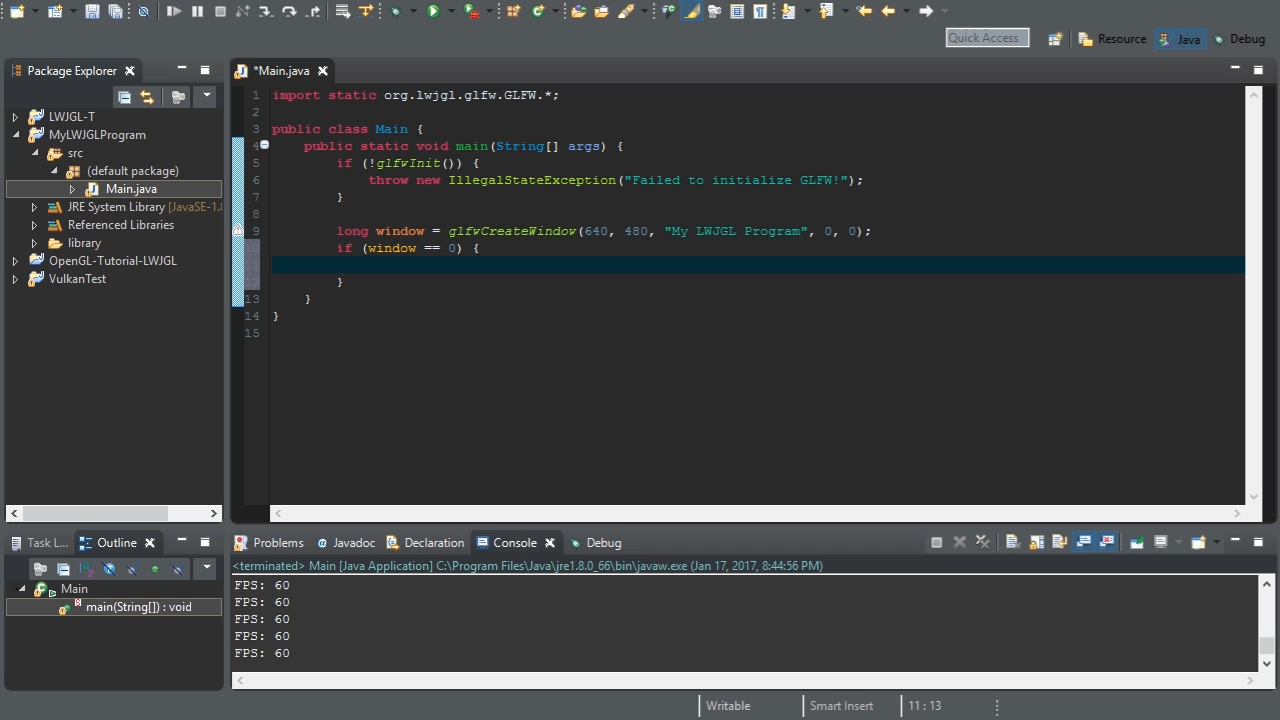 Quick Access
Resource
Java
Debug
Package Explorer
LWJGL-T
MyLWJGLProgram
src
(default package)
Main.java
JRE System Library [JavaSE-1.8
Referenced Libraries
library
OpenGL-Tutorial-LWJGL
VulkanTest
*Main.java
1 import static org.lwjgl.glfw.GLFW.*;
2
3 public class Main {
4 public static void main(String[] args) {
5 if (!glfwInit()) {
6 throw new IllegalStateException("Failed to initialize GLFW!");
7 }
8
9 long window = glfwCreateWindow(640, 480, "My LWJGL Program", 0, 0);
10 if (window == 0) {
11
12 }
13 }
14 }
15
Task L...
Outline
Main
main(String[]) : void
Problems
@ Javadoc
Declaration
Console
Debug
<terminated> Main [Java Application] C:\Program Files\Java\jre1.8.0_66\bin\javaw.exe (Jan 17, 2017, 8:44:56 PM)
FPS: 60
FPS: 60
FPS: 60
FPS: 60
FPS: 60
Writable
Smart Insert
11 : 13